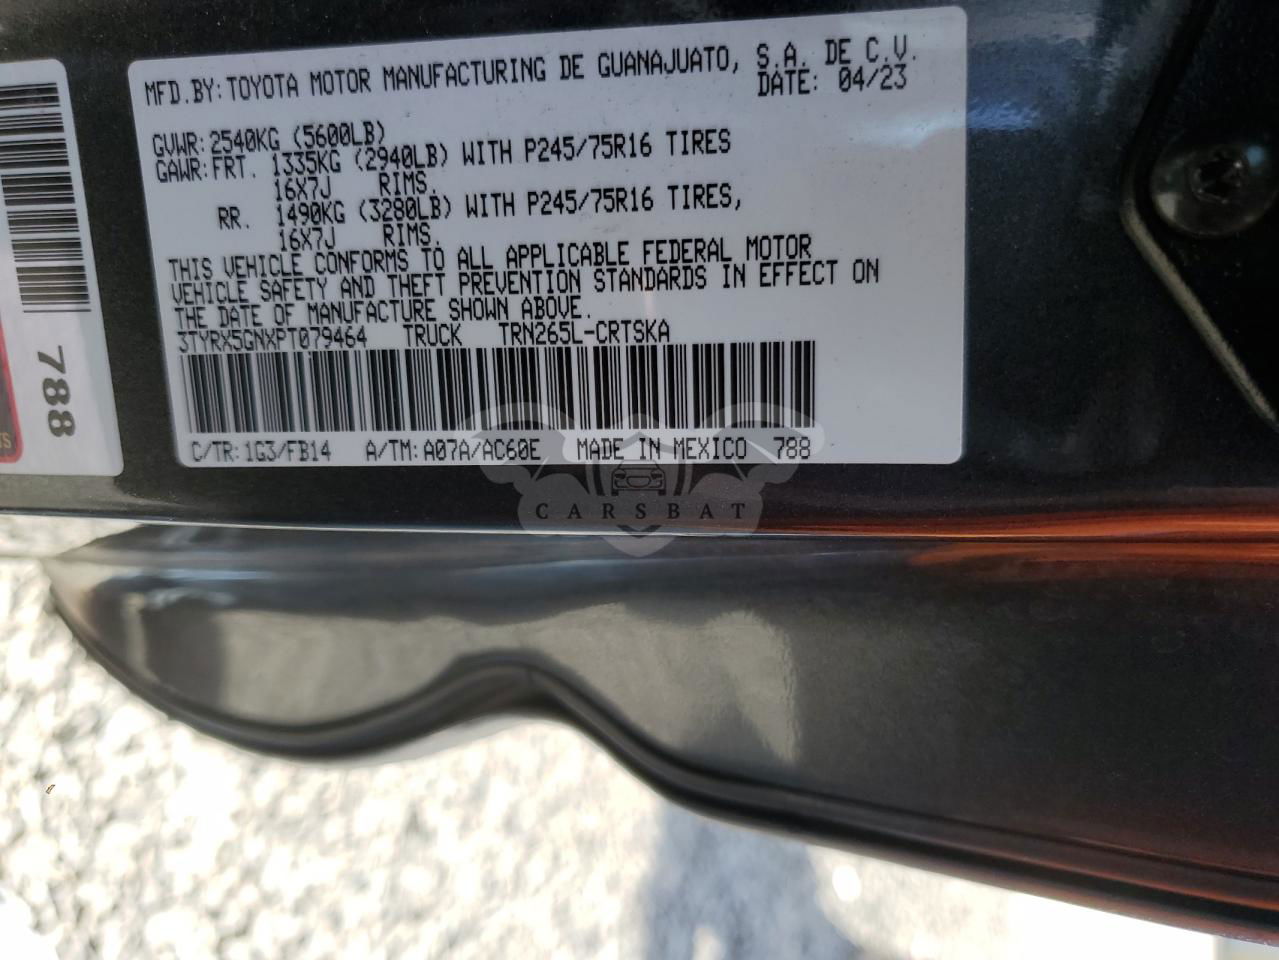 MFD.BY:TOYOTA MOTOR MANUFACTURING DE GUANAJUATO, S.A. DE C.V.
DATE: 04/23
GVWR:2540KG (5600LB)
GAWR:FRT. 1335KG (2940LB) WITH P245/75R16 TIRES
16X7J RIMS.
RR. 1490KG (3280LB) WITH P245/75R16 TIRES,
16X7J RIMS.
THIS VEHICLE CONFORMS TO ALL APPLICABLE FEDERAL MOTOR
VEHICLE SAFETY AND THEFT PREVENTION STANDARDS IN EFFECT ON
THE DATE OF MANUFACTURE SHOWN ABOVE.
3TYRX5GNXPT079464 TRUCK TRN265L-CRTSKA
C/TR:1G3/FB14 A/TM:A07A/AC60E MADE IN MEXICO 788
788
CARSBAT